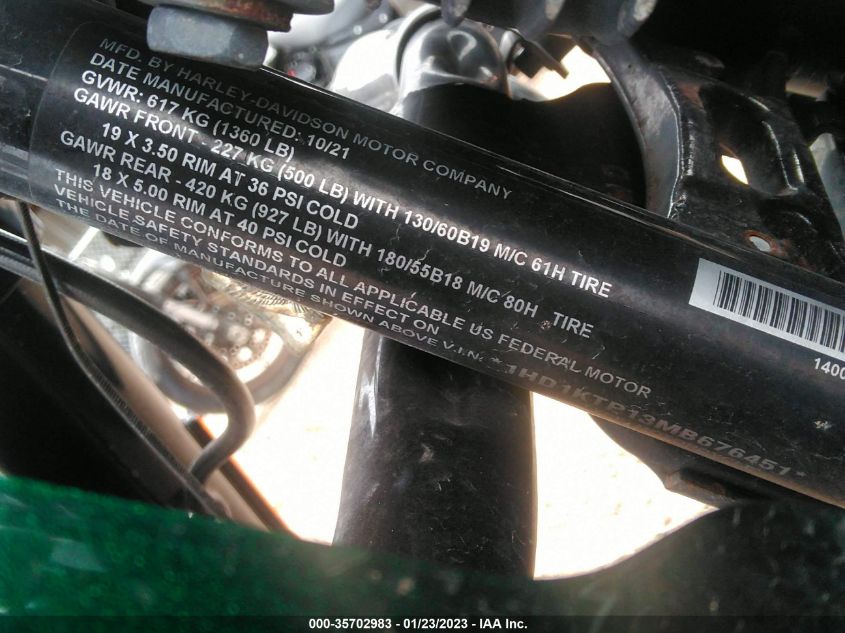 MFD. BY HARLEY-DAVIDSON MOTOR COMPANY
DATE MANUFACTURED: 10/21
GVWR: 617 KG (1360 LB)
GAWR FRONT - 227 KG (500 LB) WITH 130/60B19 M/C 61H TIRE
19 X 3.50 RIM AT 36 PSI COLD
GAWR REAR - 420 KG (927 LB) WITH 180/55B18 M/C 80H TIRE
18 X 5.00 RIM AT 40 PSI COLD
THIS VEHICLE CONFORMS TO ALL APPLICABLE US FEDERAL MOTOR
VEHICLE SAFETY STANDARDS IN EFFECT ON
THE DATE OF MANUFACTURE SHOWN ABOVE V.I.N.
*1HD1KTP13MB676451*
1400
000-35702983 / 01/23/2023 - IAA Inc.